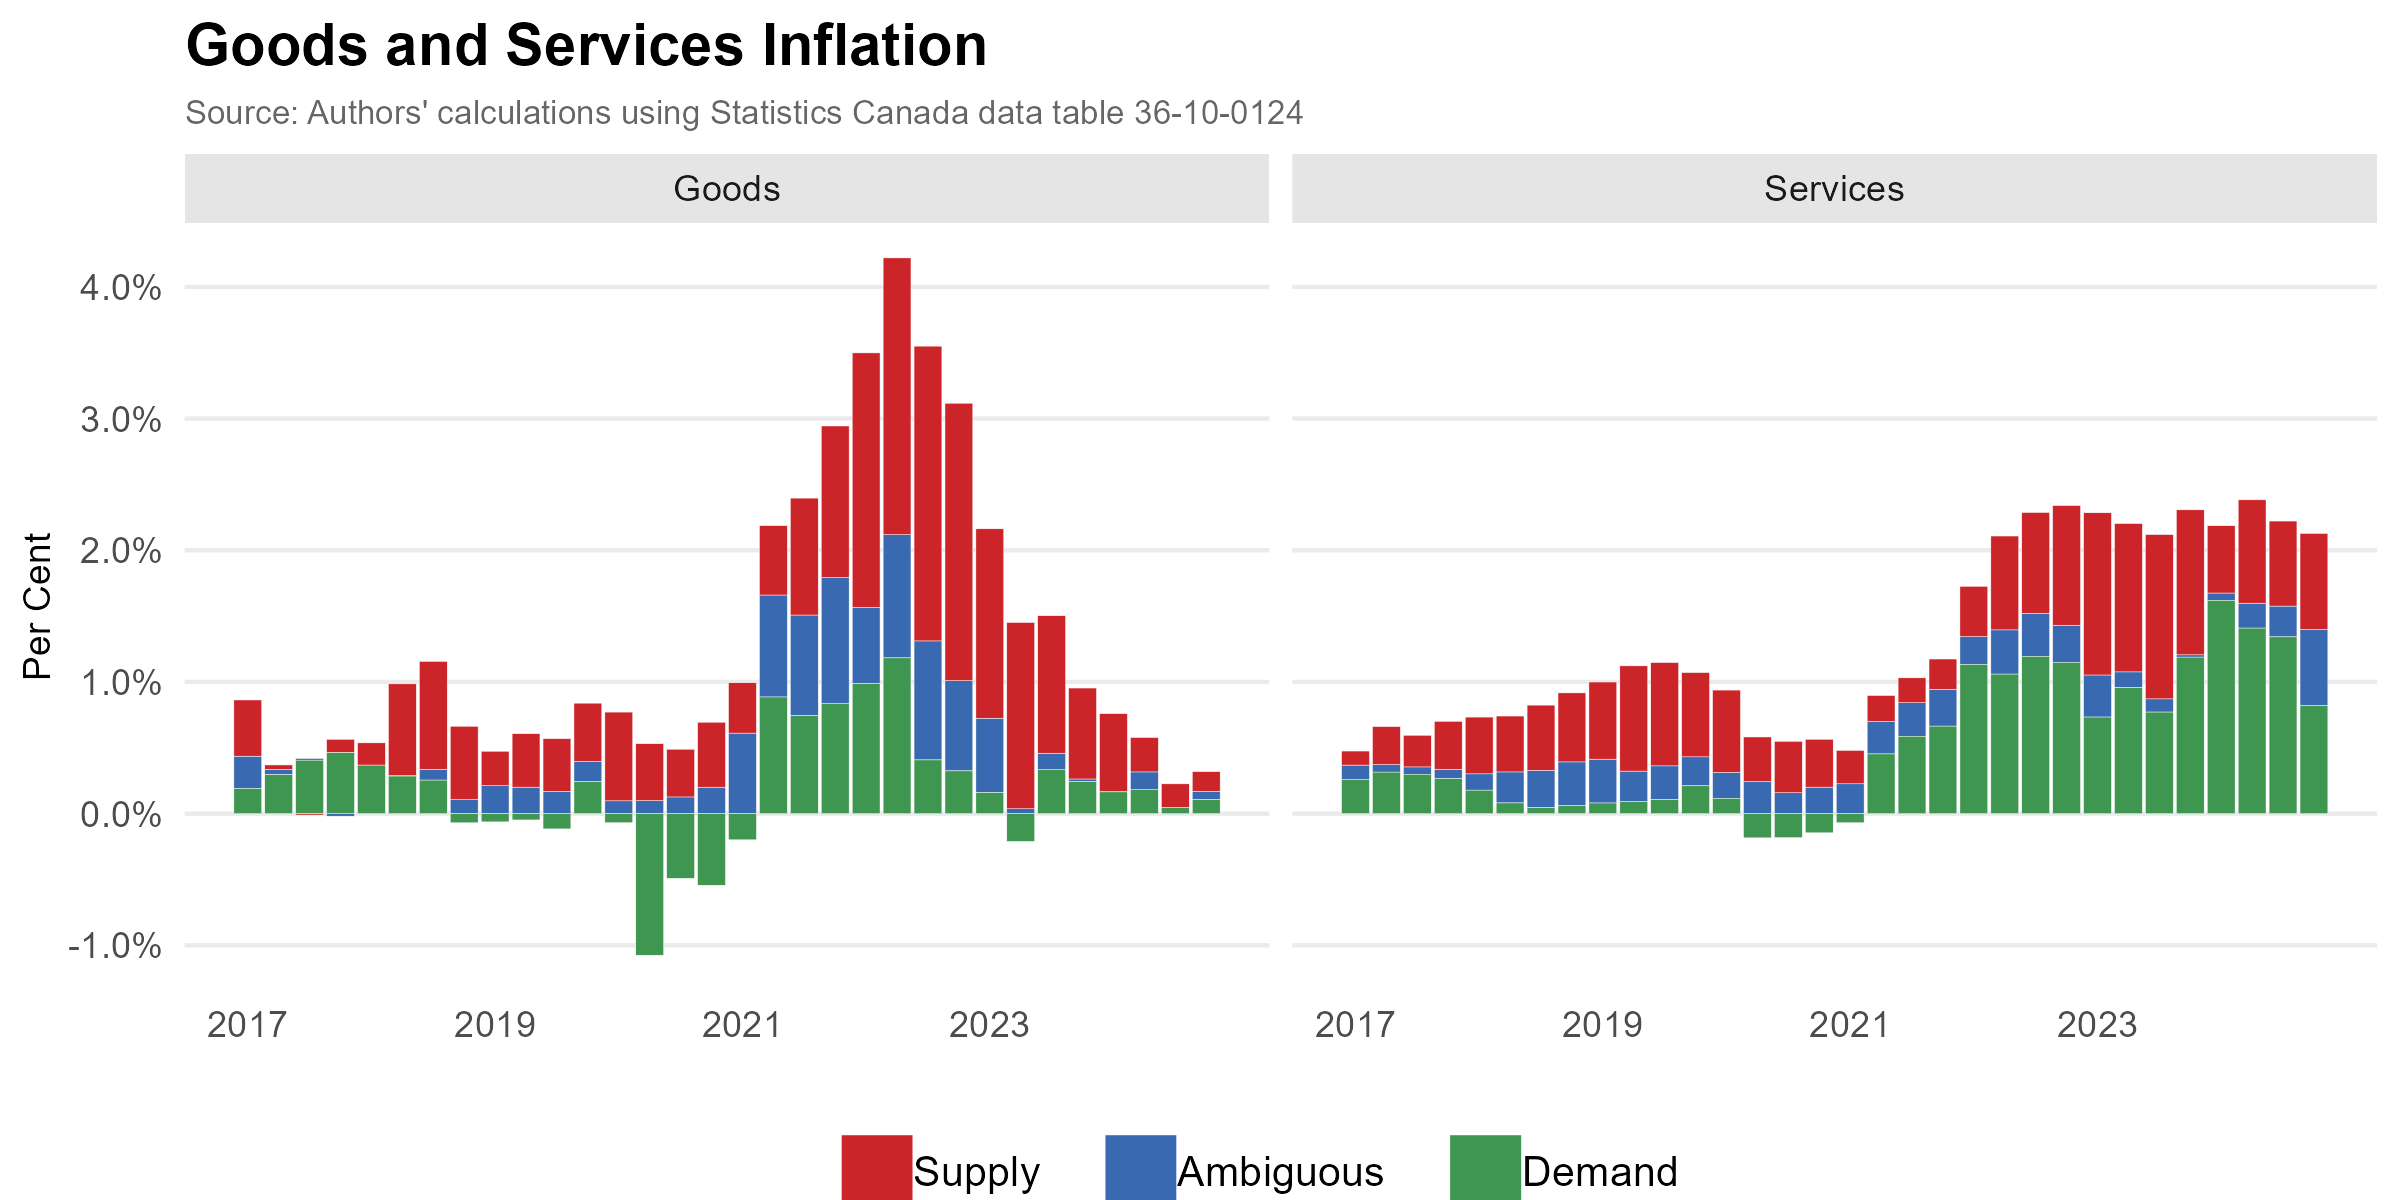 Goods and Services Inflation
Source: Authors' calculations using Statistics Canada data table 36-10-0124
Goods
Services
Per Cent
4.0%
3.0%
2.0%
1.0%
0.0%
-1.0%
2017 2019 2021 2023
2017 2019 2021 2023
Supply Ambiguous Demand